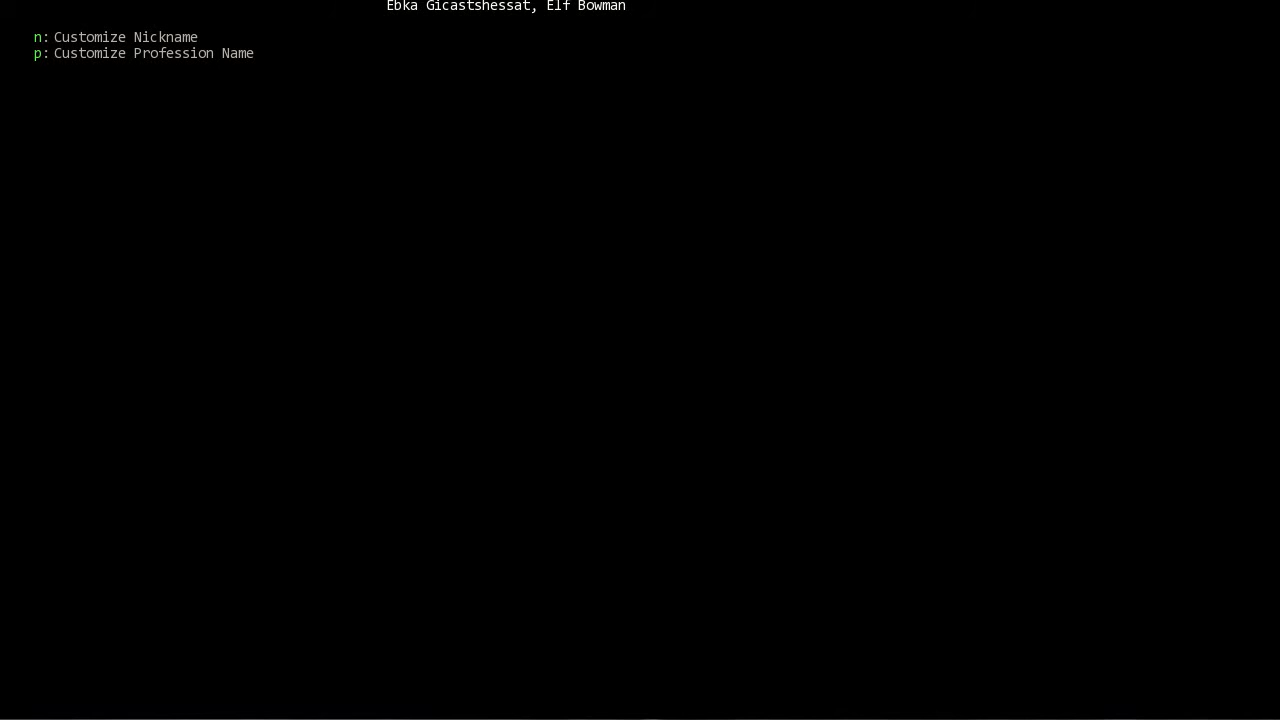 Ebka Gicastshessat, Elf Bowman
n: Customize Nickname
p: Customize Profession Name